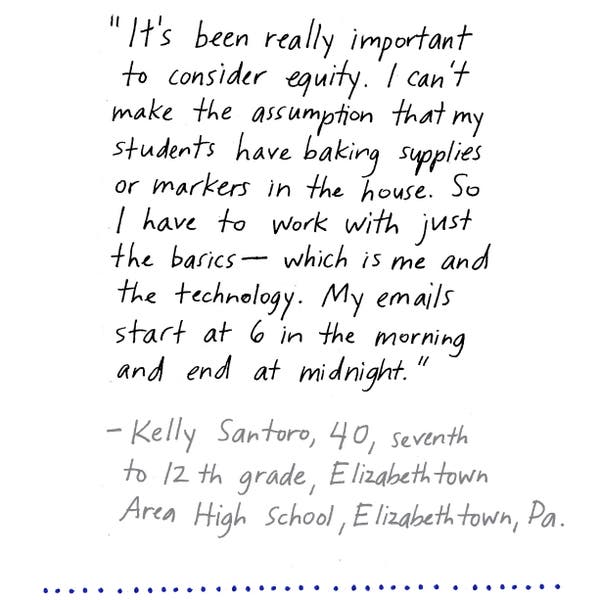 "It's been really important
to consider equity. I can't
make the assumption that my
students have baking supplies
or markers in the house. So
I have to work with just
the basics — which is me and
the technology. My emails
start at 6 in the morning
and end at midnight."
- Kelly Santoro, 40, seventh
to 12th grade, Elizabethtown
Area High School, Elizabethtown, Pa.